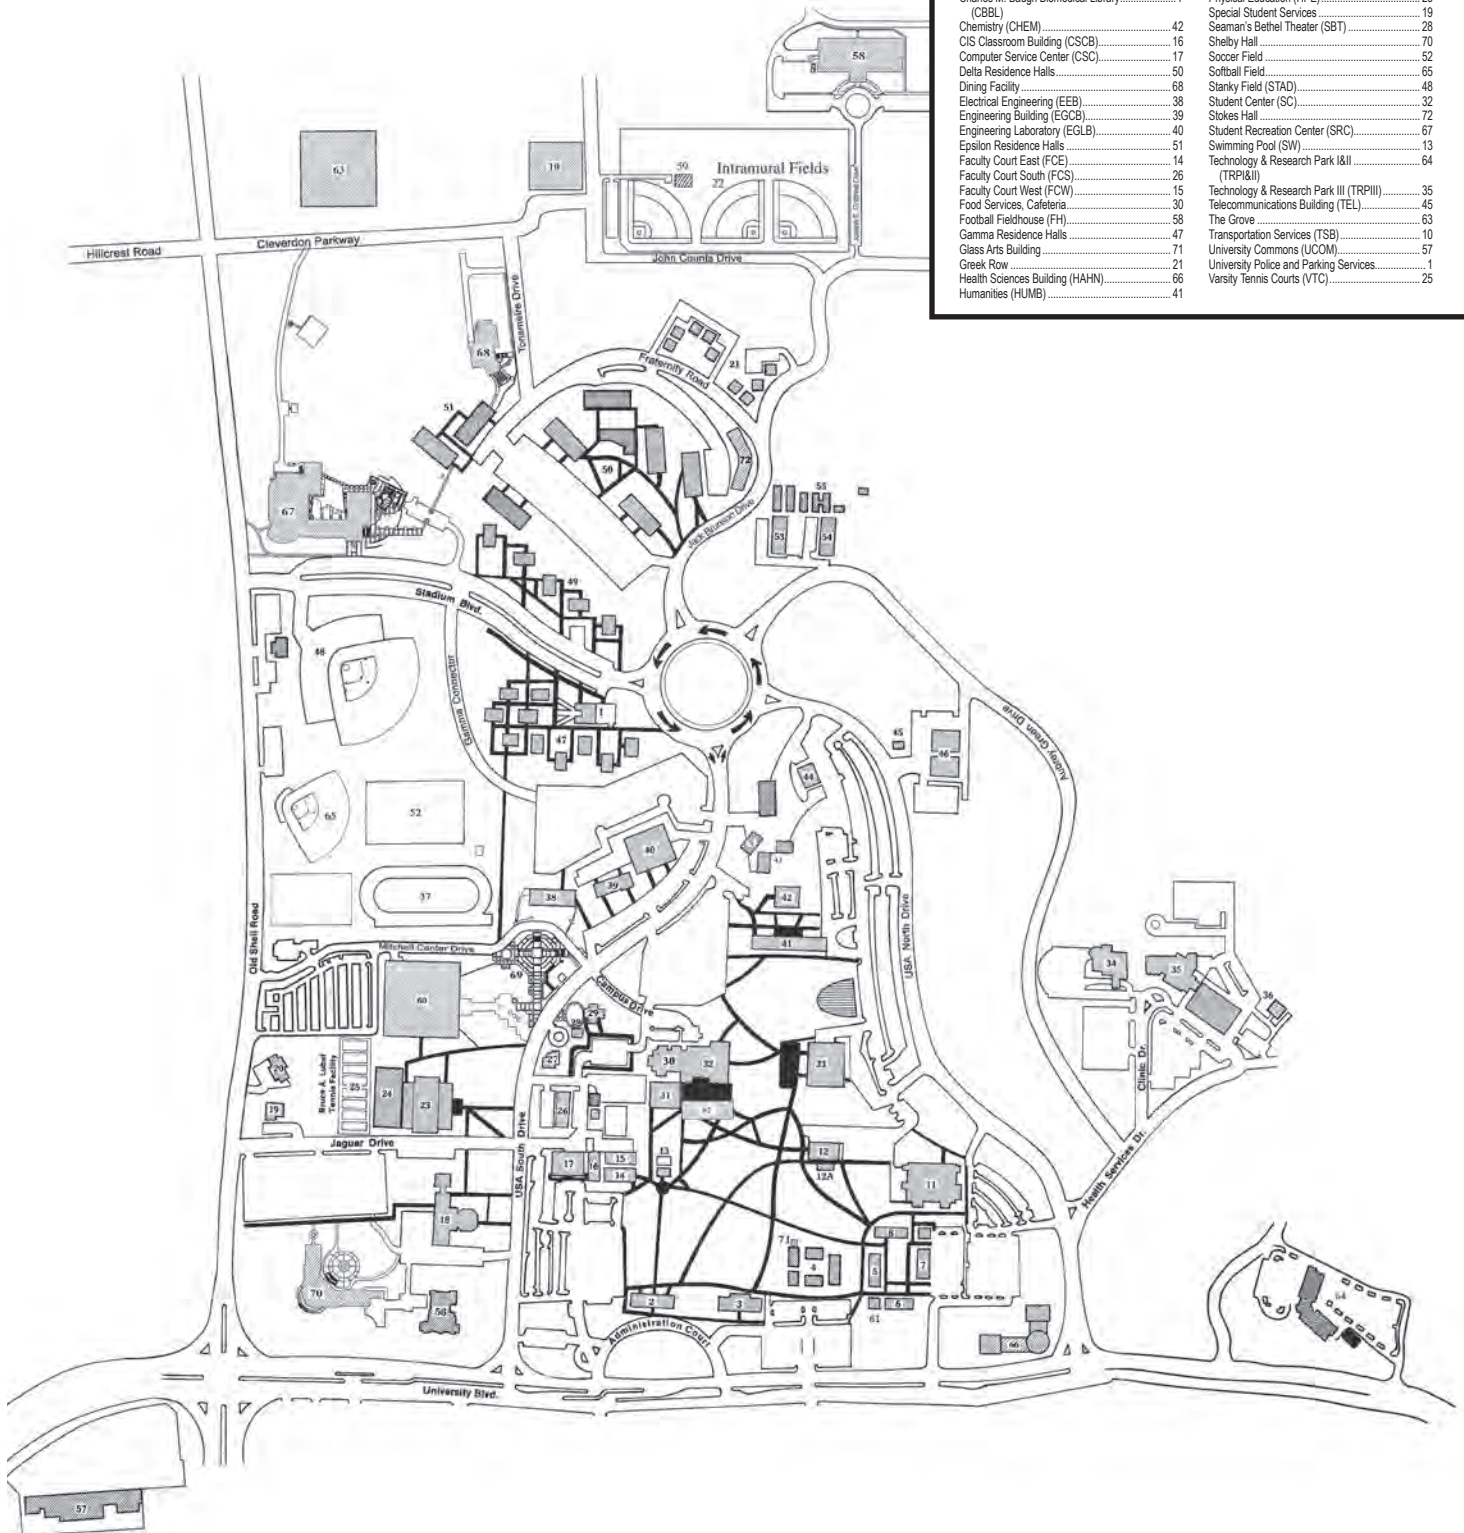 Charles M. Baugh Biomedical Library
(CBBL)
Chemistry (CHEM) 42
CIS Classroom Building (CSCB) 16
Computer Service Center (CSC) 17
Delta Residence Halls 50
Dining Facility 68
Electrical Engineering (EEB) 38
Engineering Building (EGCB) 39
Engineering Laboratory (EGLB) 40
Epsilon Residence Halls 51
Faculty Court East (FCE) 14
Faculty Court South (FCS) 26
Faculty Court West (FCW) 15
Food Services, Cafeteria 30
Football Fieldhouse (FH) 58
Gamma Residence Halls 47
Glass Arts Building 71
Greek Row 21
Health Sciences Building (HAHN) 66
Humanities (HUMB) 41
Special Student Services 19
Seaman's Bethel Theater (SBT) 28
Shelby Hall 70
Soccer Field 52
Softball Field 65
Stanky Field (STAD) 48
Student Center (SC) 32
Stokes Hall 72
Student Recreation Center (SRC) 67
Swimming Pool (SW) 13
Technology & Research Park I&II 64
(TRPI&II)
Technology & Research Park III (TRPIII) 35
Telecommunications Building (TEL) 45
The Grove 63
Transportation Services (TSB) 10
University Commons (UCOM) 57
University Police and Parking Services 1
Varsity Tennis Courts (VTC) 25
58
63
10
59
Intramural Fields
22
Hillcrest Road
Cleverdon Parkway
John Counts Drive
Tonsmeire Drive
68
Fraternity Road
21
51
50
72
67
Jack Brunson Drive
55
53
54
49
Stadium Blvd.
48
Gamma Connector
1
47
45
46
Aubrey Green Drive
44
65
52
40
39
38
37
42
41
USA North Drive
Old Shell Road
Mitchell Center Drive
69
60
Campus Drive
34
35
36
29
28
27
30
32
33
31
Clinic Dr.
20
19
Bruce A. Lubel
Tennis Facility
25
24
23
26
Jaguar Drive
USA South Drive
17
16
15
14
13
12
12A
11
Health Services Dr.
18
8
71
4
5
7
70
56
2
3
61
6
64
66
Administration Court
University Blvd.
57